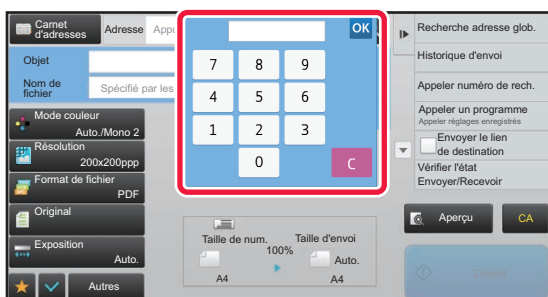 Carnet
d'adresses
Adresse
OK
Recherche adresse glob.
Objet
7 8 9
Historique d'envoi
Nom de
fichier
Spécifié par les
4 5 6
Appeler numéro de rech.
Mode couleur
Auto./Mono 2
1 2 3
Appeler un programme
Appeler réglages enregistrés
Résolution
200x200ppp
0 C
Envoyer le lien
de destination
Format de fichier
PDF
Vérifier l'état
Envoyer/Recevoir
Original
Taille de num.
100%
Taille d'envoi
Auto.
A4
A4
Aperçu
CA
Exposition
Auto.
Autres
Départ